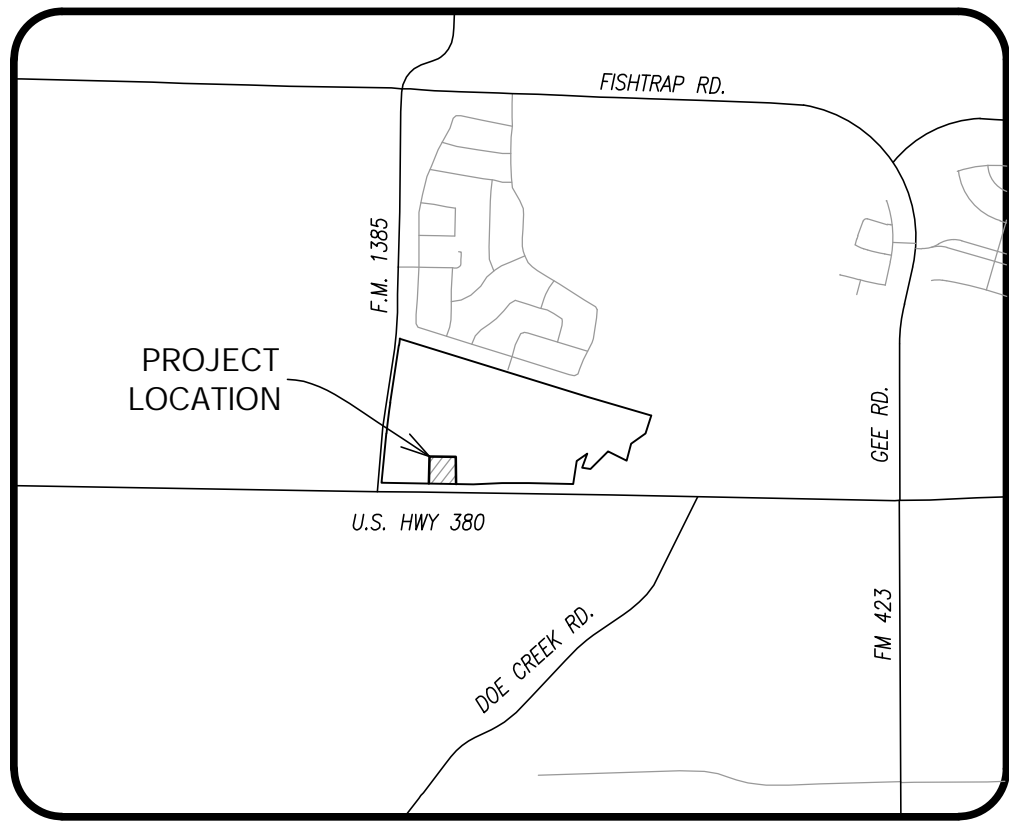 FISHTRAP RD.
F.M. 1385
PROJECT
LOCATION
GEE RD.
U.S. HWY 380
FM 423
DOE CREEK RD.